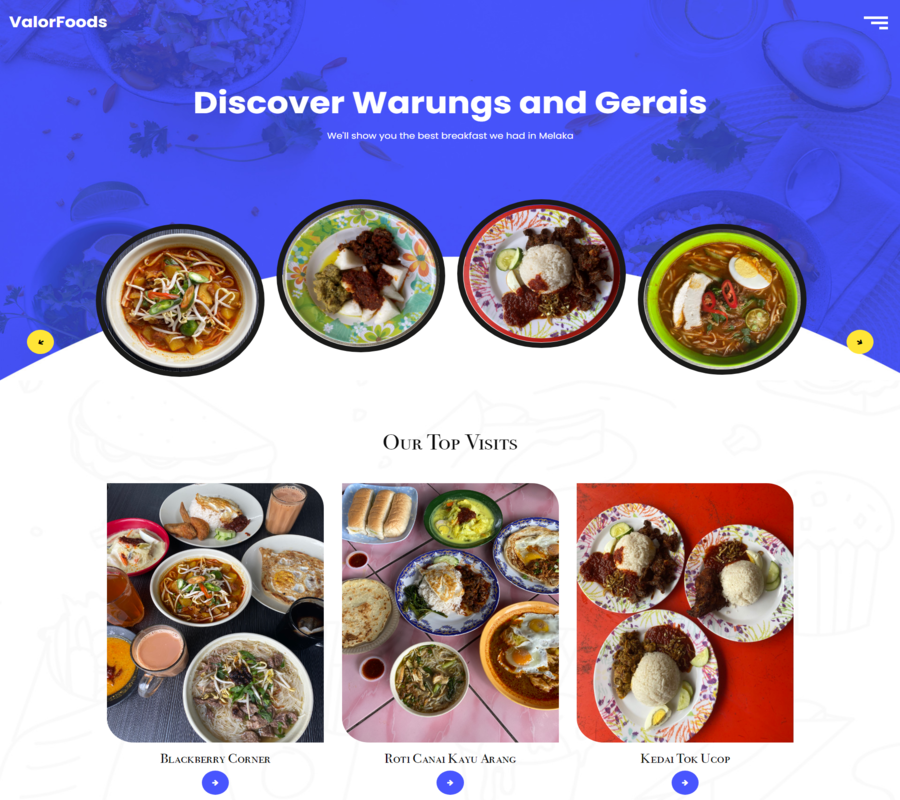 ValorFoods
Discover Warungs and Gerais
We'll show you the best breakfast we had in Melaka
Our Top Visits
Blackberry Corner
Roti Canai Kayu Arang
Kedai Tok Ucop